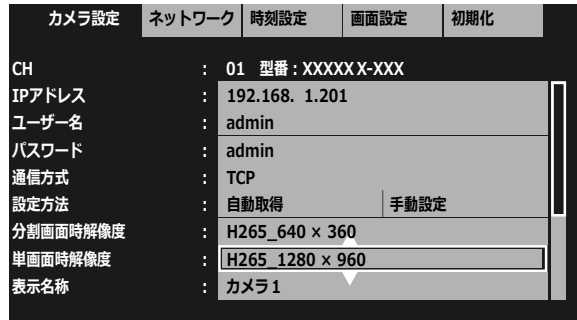 カメラ設定 ネットワーク 時刻設定 画面設定 初期化
CH : 01 型番 : XXXXX X-XXX
IPアドレス : 192.168. 1.201
ユーザー名 : admin
パスワード : admin
通信方式 : TCP
設定方法 : 自動取得 手動設定
分割画面時解像度 : H265_640 × 360
単画面時解像度 : H265_1280 × 960
表示名称 : カメラ1